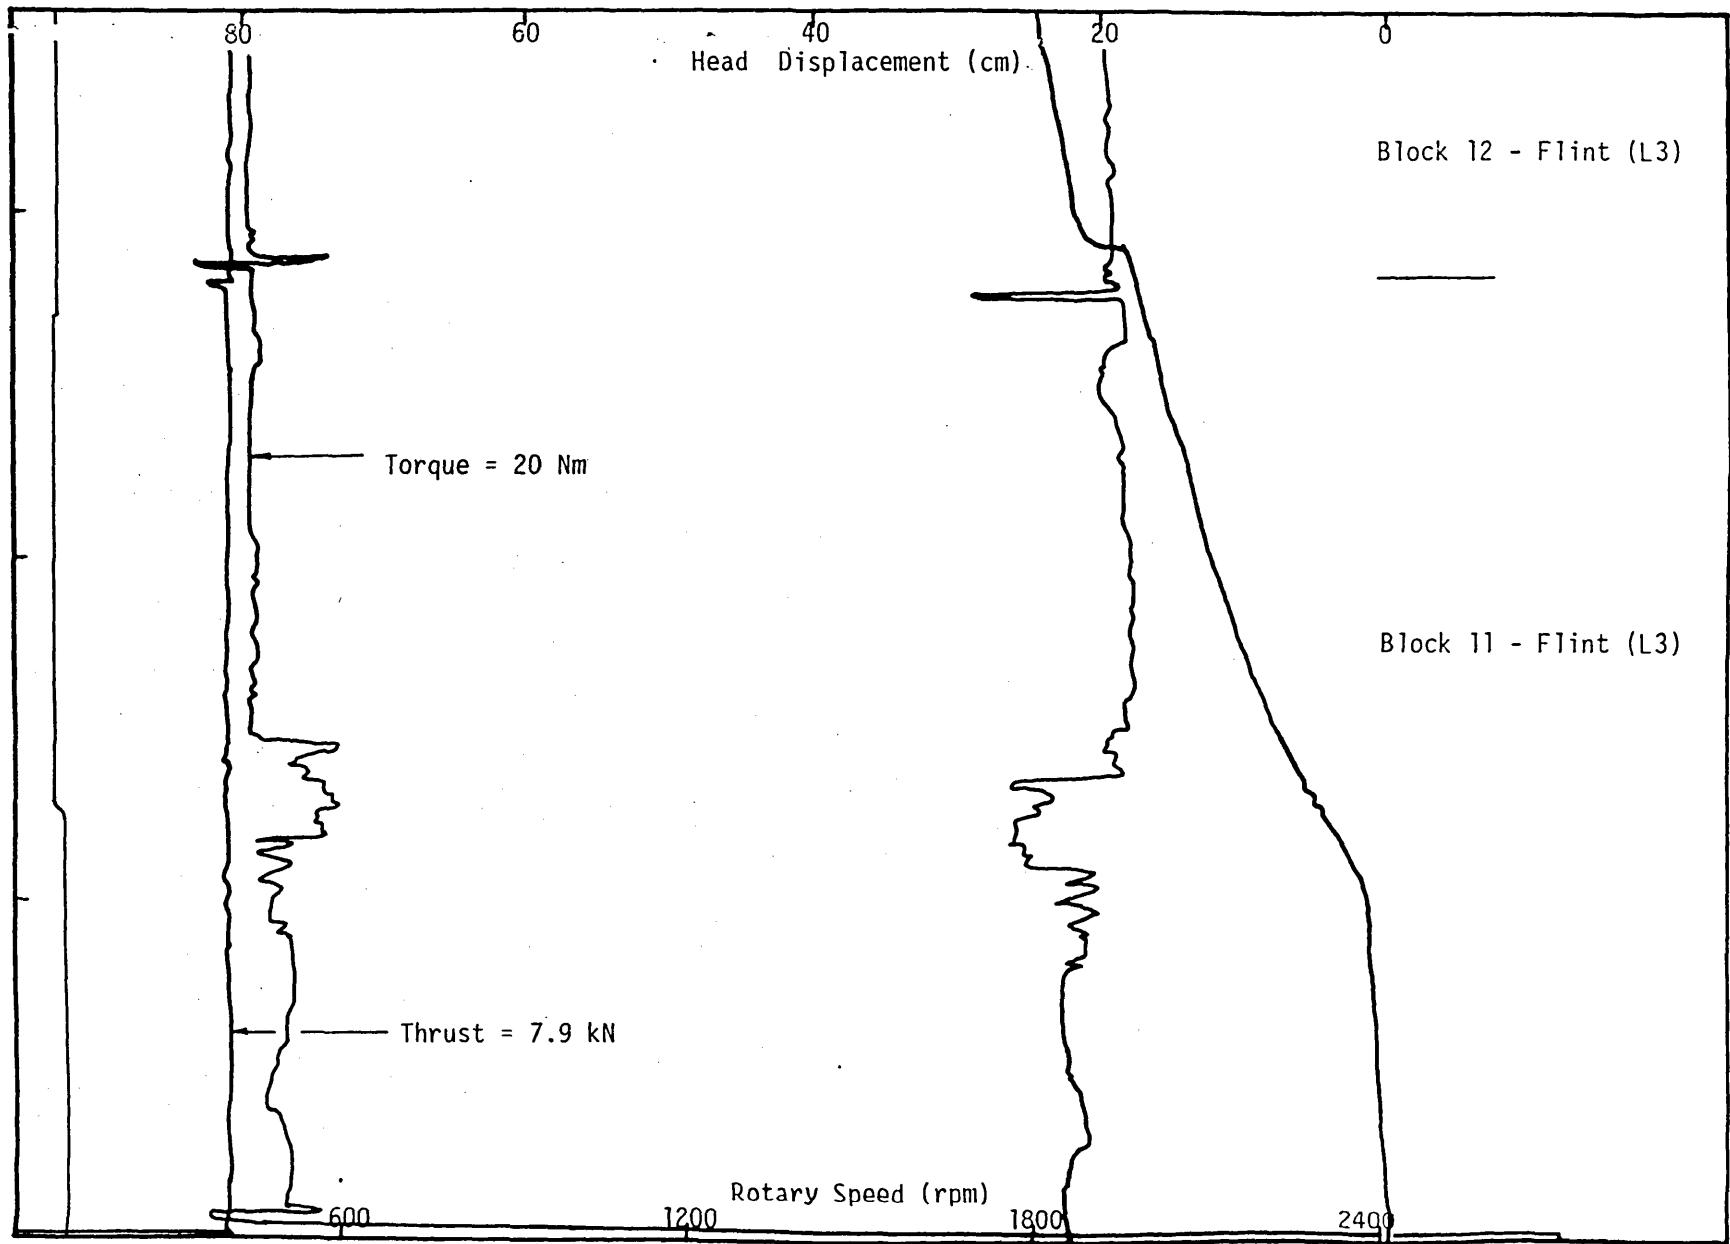 80 60 40 20 0
Head Displacement (cm)
Block 12 - Flint (L3)
Torque = 20 Nm
Block 11 - Flint (L3)
Thrust = 7.9 kN
Rotary Speed (rpm)
600 1200 1800 2400